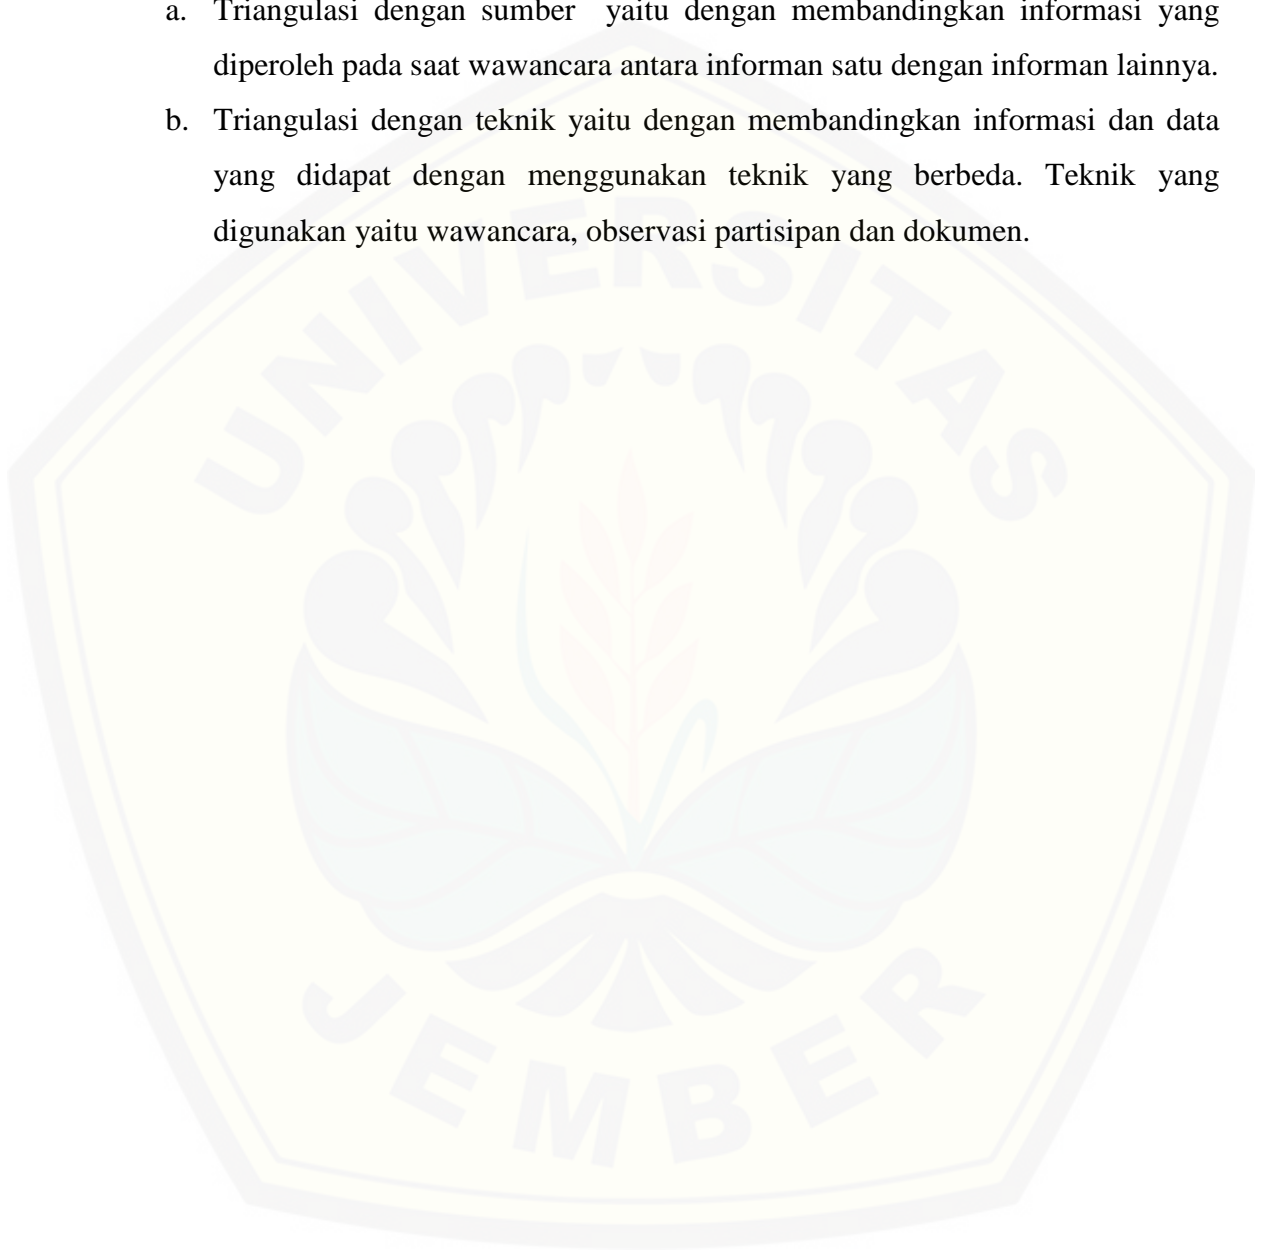 a. Triangulasi dengan sumber yaitu dengan membandingkan informasi yang
diperoleh pada saat wawancara antara informan satu dengan informan lainnya.
b. Triangulasi dengan teknik yaitu dengan membandingkan informasi dan data
yang didapat dengan menggunakan teknik yang berbeda. Teknik yang
digunakan yaitu wawancara, observasi partisipan dan dokumen.
UNIVERSITAS
JEMBER